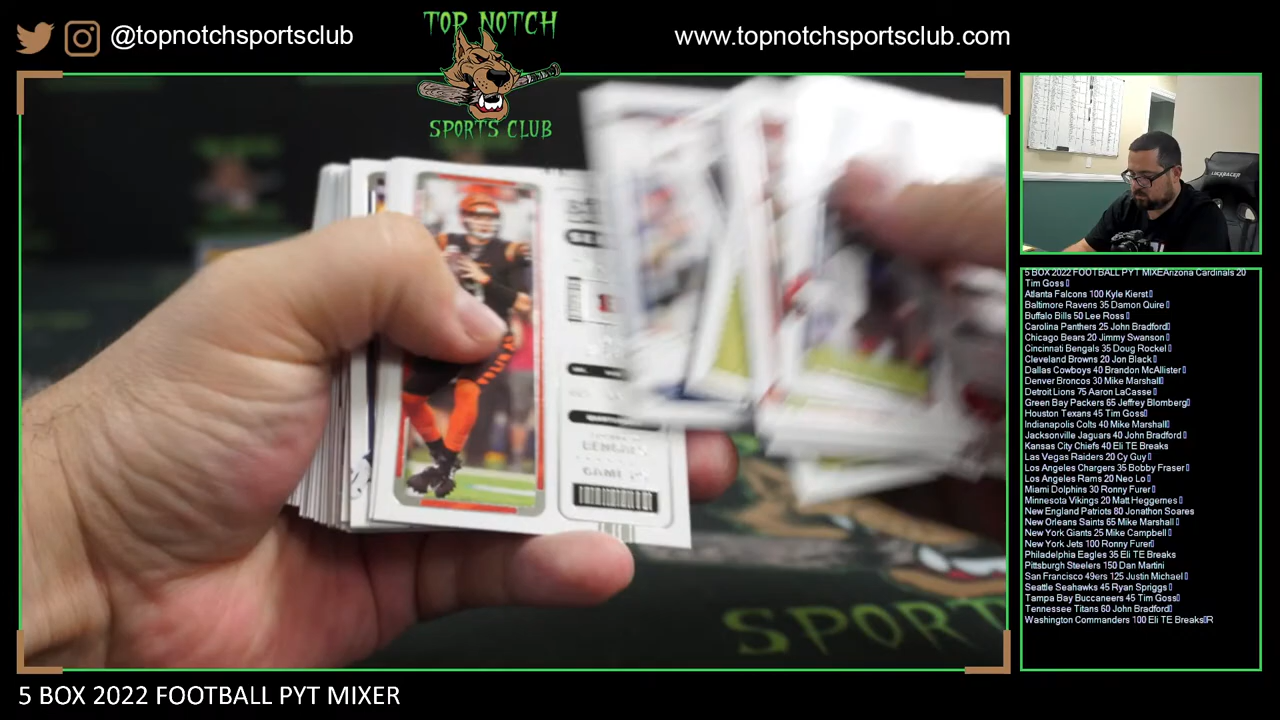 @topnotchsportsclub
TOP NOTCH
SPORTS CLUB
www.topnotchsportsclub.com
BENGALS
GAME
SPORT
5 BOX 2022 FOOTBALL PYT MIXEArizona Cardinals 20
Tim Goss
Atlanta Falcons 100 Kyle Kierst
Baltimore Ravens 35 Damon Quire
Buffalo Bills 50 Lee Ross
Carolina Panthers 25 John Bradford
Chicago Bears 20 Jimmy Swanson
Cincinnati Bengals 35 Doug Rockel
Cleveland Browns 20 Jon Black
Dallas Cowboys 40 Brandon McAllister
Denver Broncos 30 Mike Marshall
Detroit Lions 75 Aaron LaCasse
Green Bay Packers 65 Jeffrey Blomberg
Houston Texans 45 Tim Goss
Indianapolis Colts 40 Mike Marshall
Jacksonville Jaguars 40 John Bradford
Kansas City Chiefs 40 Eli TE Breaks
Las Vegas Raiders 20 Cy Guy
Los Angeles Chargers 35 Bobby Fraser
Los Angeles Rams 20 Neo Lo
Miami Dolphins 30 Ronny Furer
Minnesota Vikings 20 Matt Heggernes
New England Patriots 80 Jonathon Soares
New Orleans Saints 65 Mike Marshall
New York Giants 25 Mike Campbell
New York Jets 100 Ronny Furer
Philadelphia Eagles 35 Eli TE Breaks
Pittsburgh Steelers 150 Dan Martini
San Francisco 49ers 125 Justin Michael
Seattle Seahawks 45 Ryan Spriggs
Tampa Bay Buccaneers 45 Tim Goss
Tennessee Titans 60 John Bradford
Washington Commanders 100 Eli TE BreaksR
5 BOX 2022 FOOTBALL PYT MIXER